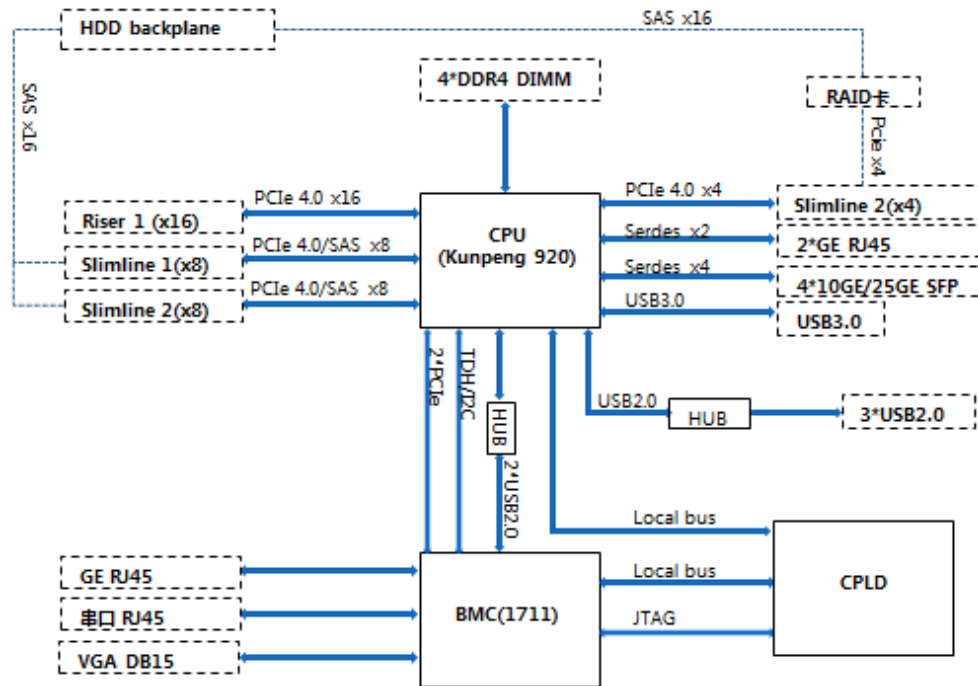 SAS x16
HDD backplane
4*DDR4 DIMM
RAID卡
SAS x16
Pcie x4
PCIe 4.0 x16
PCIe 4.0 x4
Riser 1 (x16)
Slimline 2(x4)
CPU
(Kunpeng 920)
Serdes x2
2*GE RJ45
PCIe 4.0/SAS x8
Slimline 1(x8)
Serdes x4
4*10GE/25GE SFP
PCIe 4.0/SAS x8
Slimline 2(x8)
USB3.0
USB3.0
2*PCIe
TDH/I2C
HUB
2*USB2.0
USB2.0
HUB
3*USB2.0
Local bus
GE RJ45
Local bus
CPLD
串口 RJ45
BMC(1711)
JTAG
VGA DB15